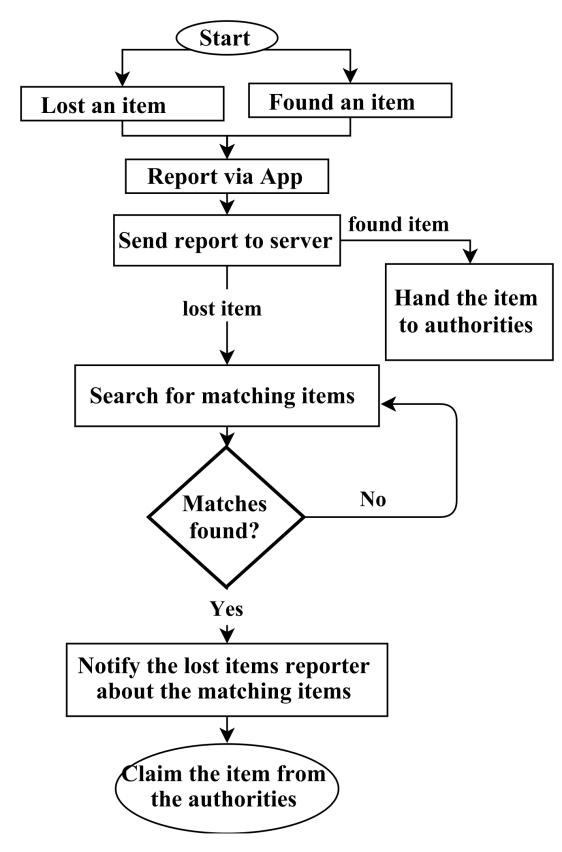 Start
Lost an item
Found an item
Report via App
Send report to server
found item
Hand the item
to authorities
lost item
Search for matching items
Matches
found?
No
Yes
Notify the lost items reporter
about the matching items
Claim the item from
the authorities